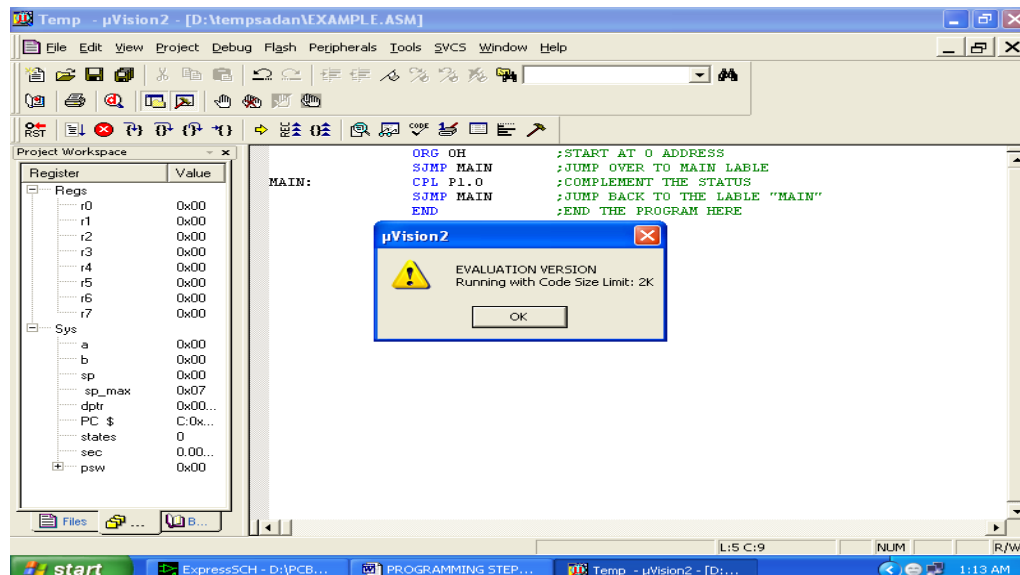 Temp - µVision2 - [D:\tempsadan\EXAMPLE.ASM]
File Edit View Project Debug Flash Peripherals Tools SVCS Window Help
RST
CODE
Project Workspace
Register Value
Regs
r0 0x00
r1 0x00
r2 0x00
r3 0x00
r4 0x00
r5 0x00
r6 0x00
r7 0x00
Sys
a 0x00
b 0x00
sp 0x00
sp_max 0x07
dptr 0x00...
PC $ C:0x...
states 0
sec 0.00...
psw 0x00
Files ... B...
ORG 0H ;START AT 0 ADDRESS
SJMP MAIN ;JUMP OVER TO MAIN LABLE
MAIN: CPL P1.0 ;COMPLEMENT THE STATUS
SJMP MAIN ;JUMP BACK TO THE LABLE "MAIN"
END ;END THE PROGRAM HERE
µVision2
EVALUATION VERSION
Running with Code Size Limit: 2K
OK
L:5 C:9 NUM R/W
start ExpressSCH - D:\PCB... PROGRAMMING STEP... Temp - µVision2 - [D:... 1:13 AM